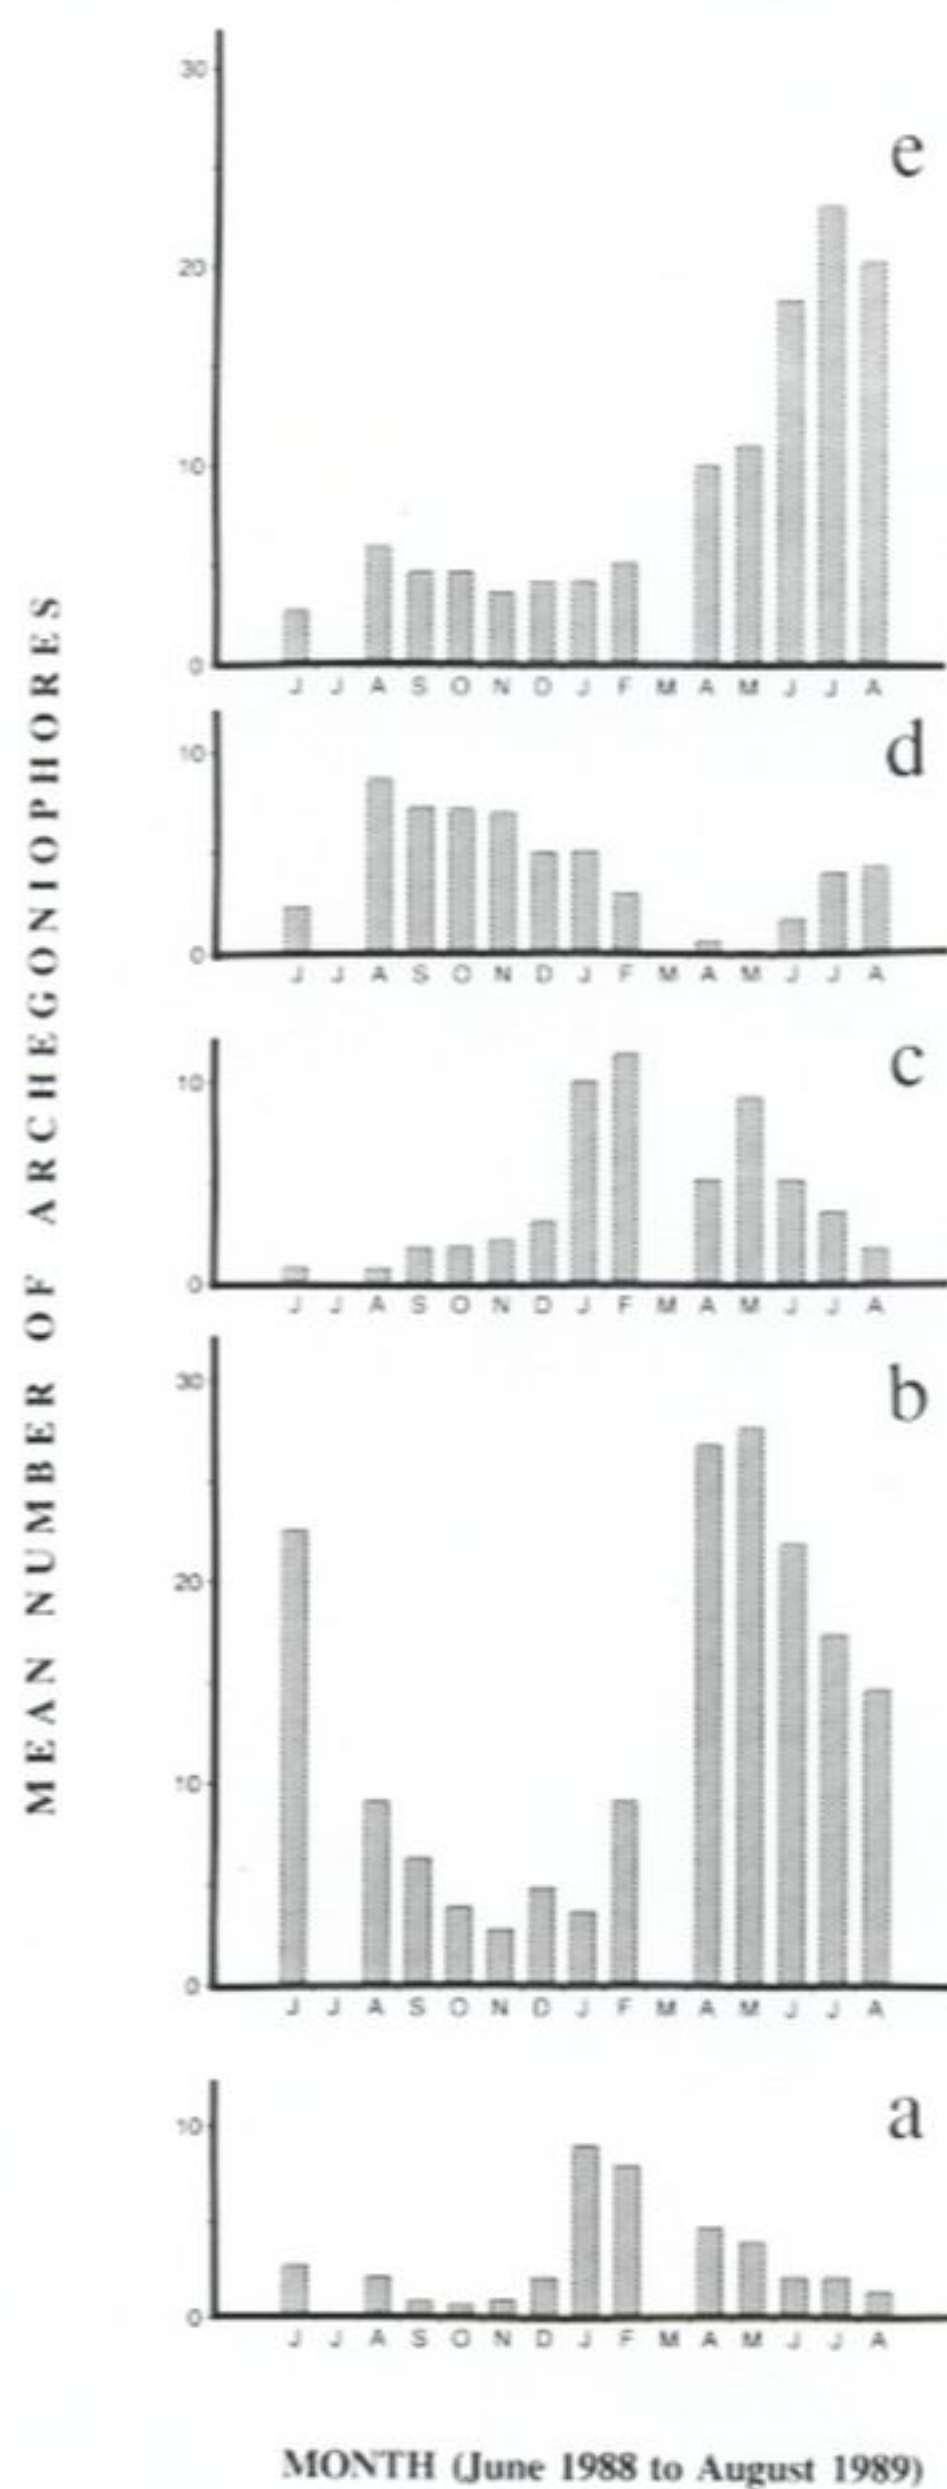 MEAN NUMBER OF ARCHEGONIOPHORES
30
e
20
10
0
J J A S O N D J F M A M J J A
d
10
0
J J A S O N D J F M A M J J A
c
10
0
J J A S O N D J F M A M J J A
b
30
20
10
0
J J A S O N D J F M A M J J A
a
10
0
J J A S O N D J F M A M J J A
MONTH (June 1988 to August 1989)